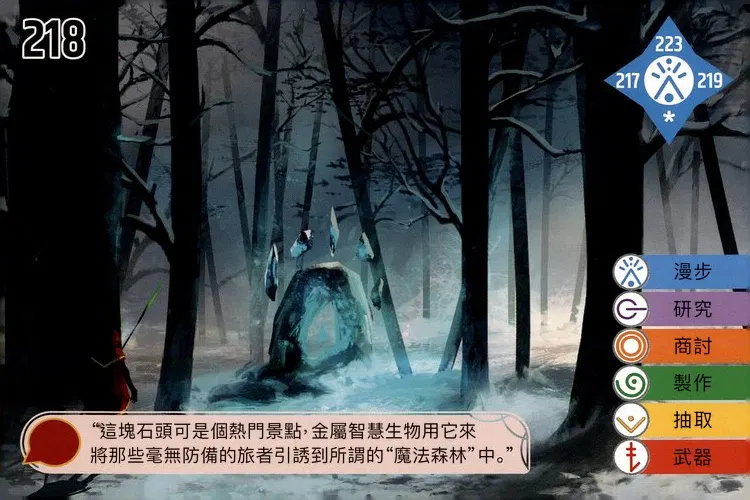 218
223
217
219
*
漫步
研究
商討
製作
抽取
武器
“這塊石頭可是個熱門景點，金屬智慧生物用它來
將那些毫無防備的旅者引誘到所謂的“魔法森林”中。”